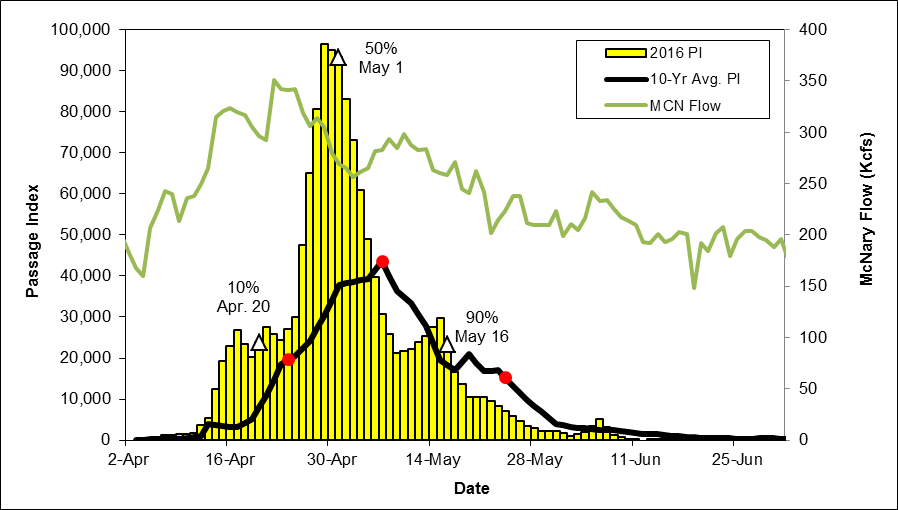 100,000
90,000
80,000
70,000
60,000
50,000
40,000
30,000
20,000
10,000
0
Passage Index
400
350
300
250
200
150
100
50
0
McNary Flow (Kcfs)
2016 PI
10-Yr Avg. PI
MCN Flow
50%
May 1
10%
Apr. 20
90%
May 16
2-Apr
16-Apr
30-Apr
14-May
28-May
11-Jun
25-Jun
Date